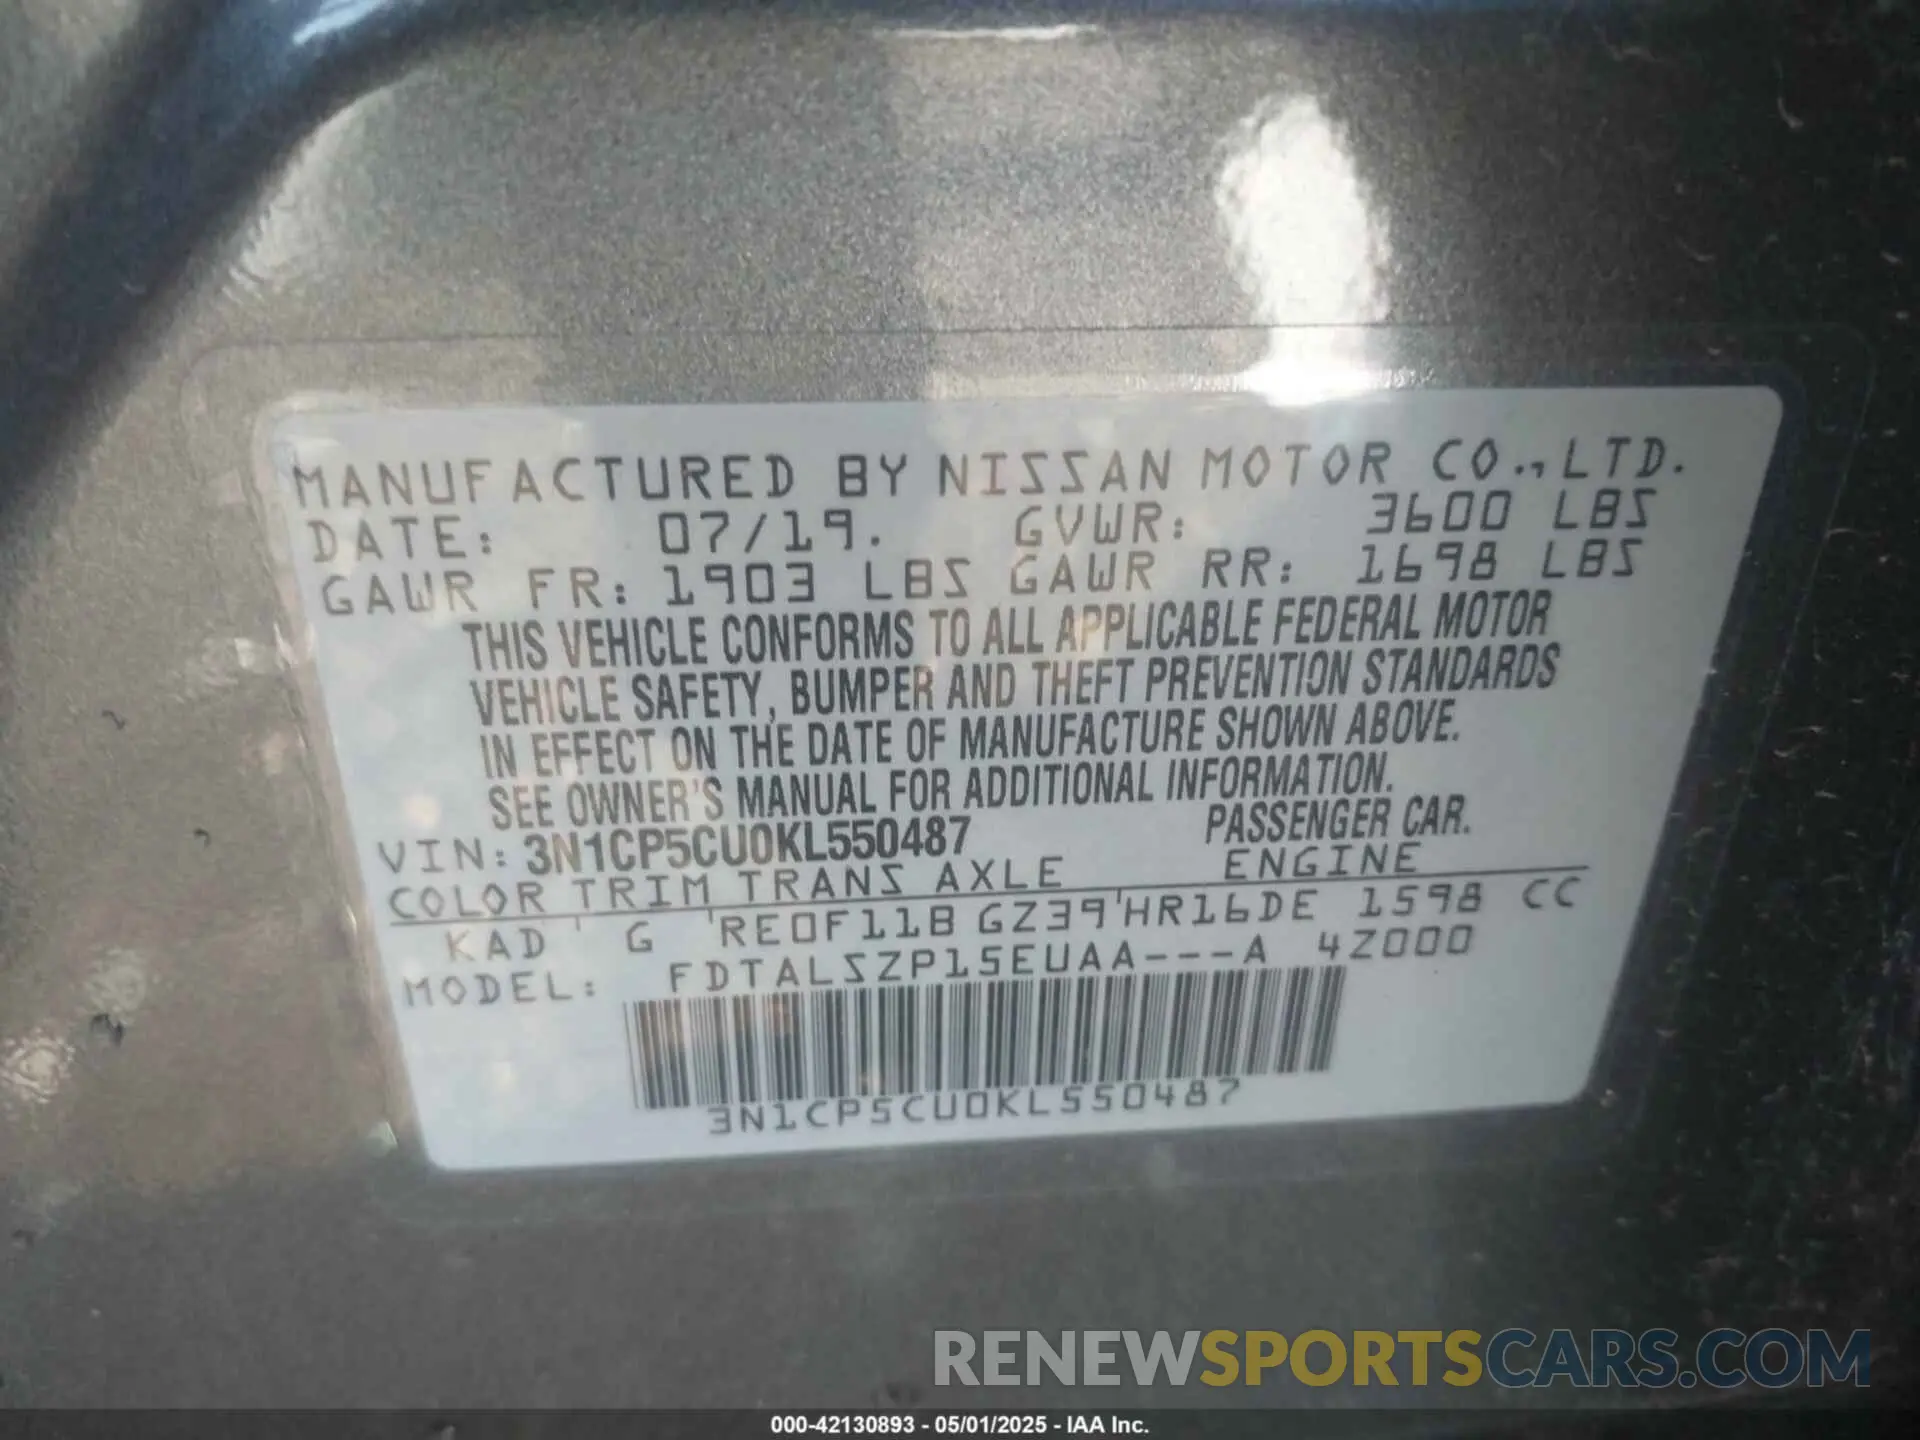 MANUFACTURED BY NISSAN MOTOR CO., LTD.
DATE: 07/19. GVWR: 3600 LBS
GAWR FR: 1903 LBS GAWR RR: 1698 LBS
THIS VEHICLE CONFORMS TO ALL APPLICABLE FEDERAL MOTOR
VEHICLE SAFETY, BUMPER AND THEFT PREVENTION STANDARDS
IN EFFECT ON THE DATE OF MANUFACTURE SHOWN ABOVE.
SEE OWNER'S MANUAL FOR ADDITIONAL INFORMATION.
VIN: 3N1CP5CU0KL550487 PASSENGER CAR.
COLOR TRIM TRANS AXLE ENGINE
KAD G RE0F11B GZ39 HR16DE 1598 CC
MODEL: FDTALSZP15EUAA---A 4Z000
3N1CP5CU0KL550487
RENEWSPORTSCARS.COM
000-42130893 - 05/01/2025 - IAA Inc.